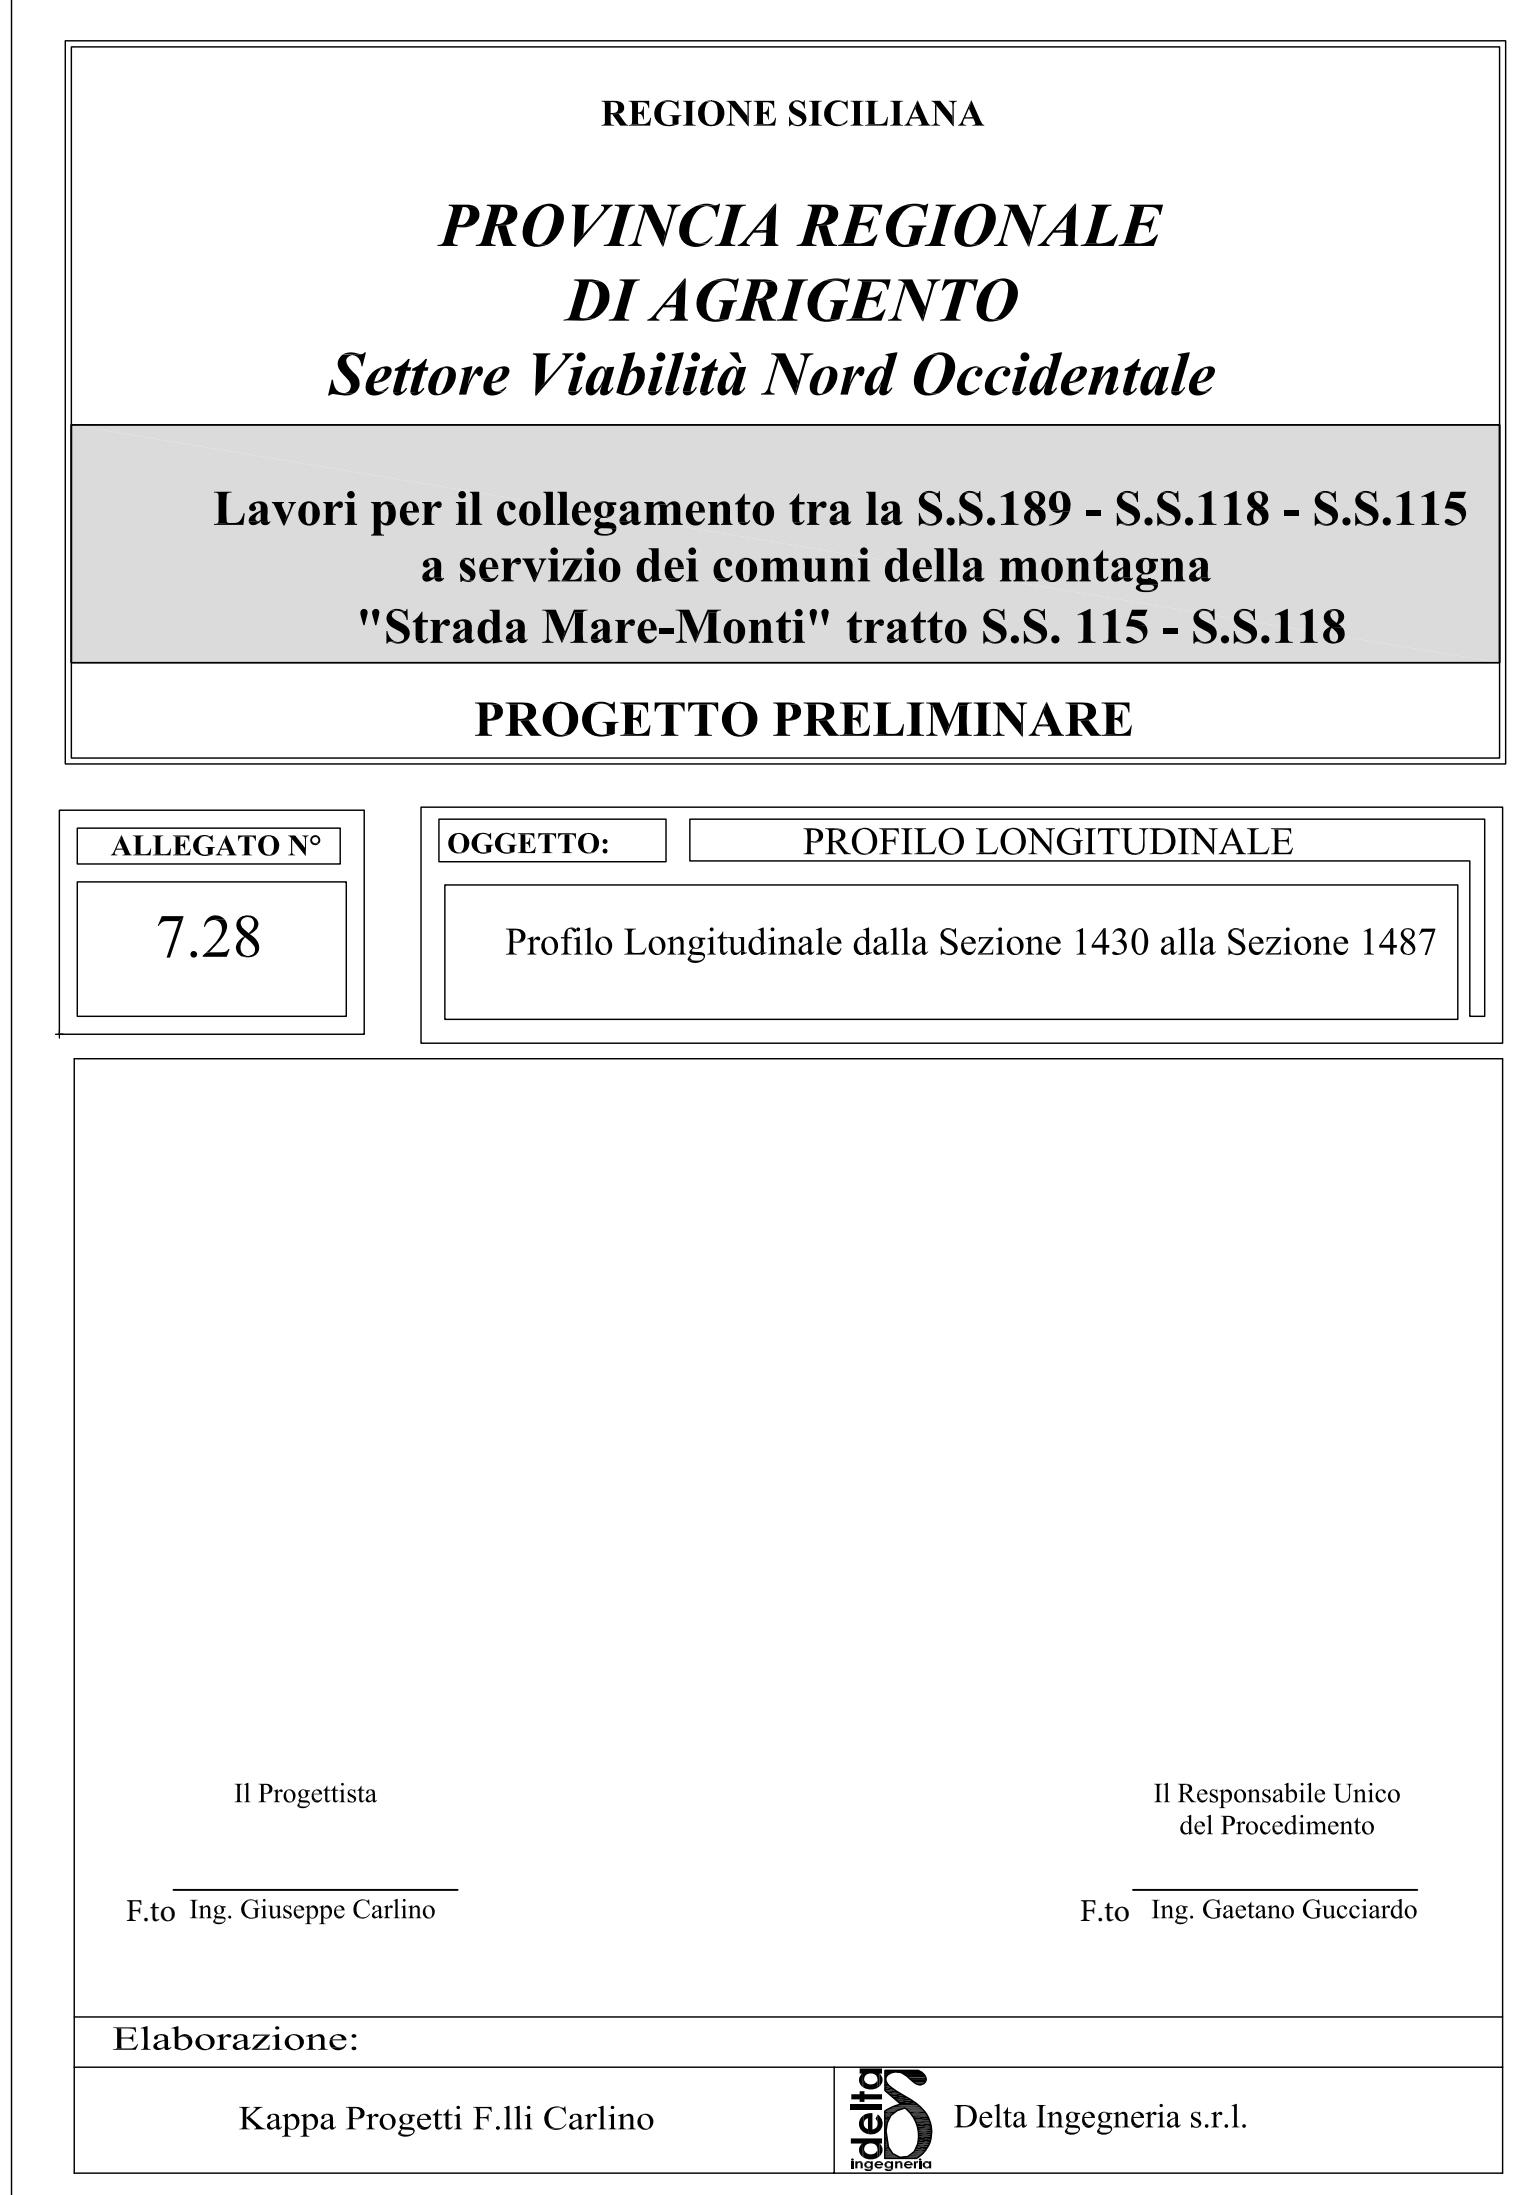 REGIONE SICILIANA
PROVINCIA REGIONALE
DI AGRIGENTO
Settore Viabilità Nord Occidentale
Lavori per il collegamento tra la S.S.189 - S.S.118 - S.S.115
a servizio dei comuni della montagna
"Strada Mare-Monti" tratto S.S. 115 - S.S.118
PROGETTO PRELIMINARE
ALLEGATO N°
7.28
OGGETTO:
PROFILO LONGITUDINALE
Profilo Longitudinale dalla Sezione 1430 alla Sezione 1487
Il Progettista
F.to Ing. Giuseppe Carlino
Il Responsabile Unico
del Procedimento
F.to Ing. Gaetano Gucciardo
Elaborazione:
Kappa Progetti F.lli Carlino
delta
δ
ingegneria
Delta Ingegneria s.r.l.